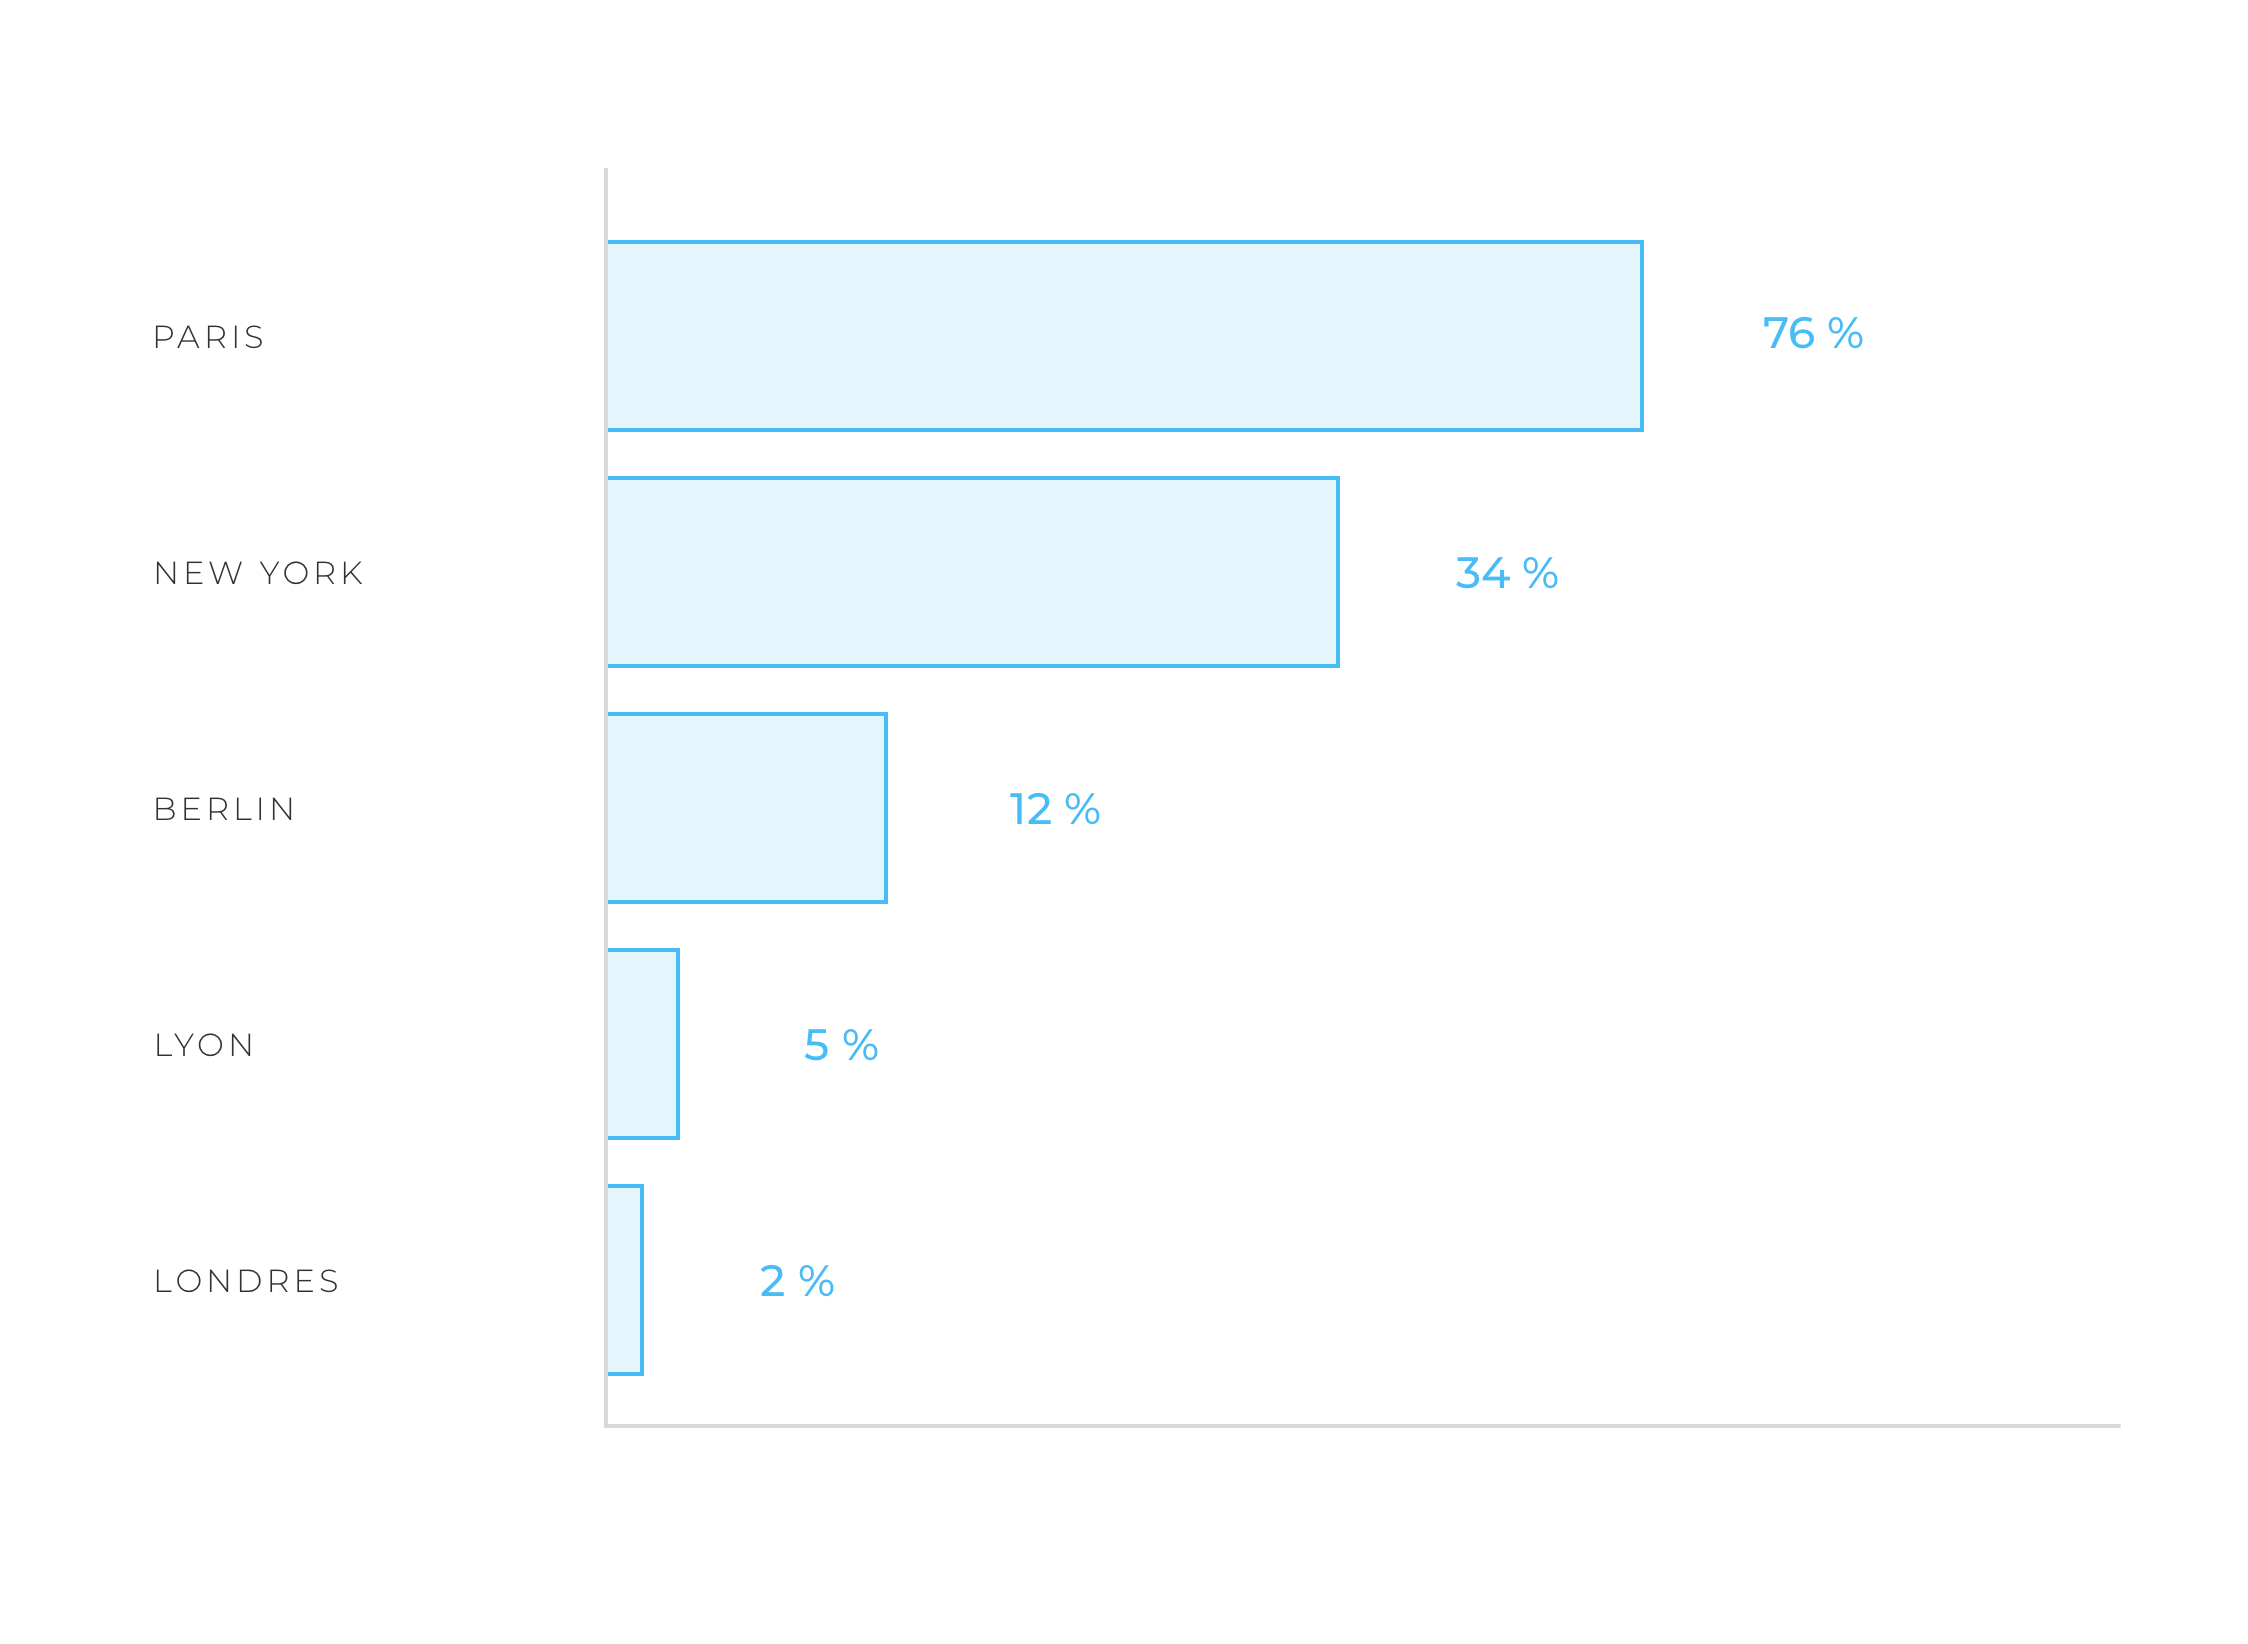 PARIS 76 %
NEW YORK 34 %
BERLIN 12 %
LYON 5 %
LONDRES 2 %